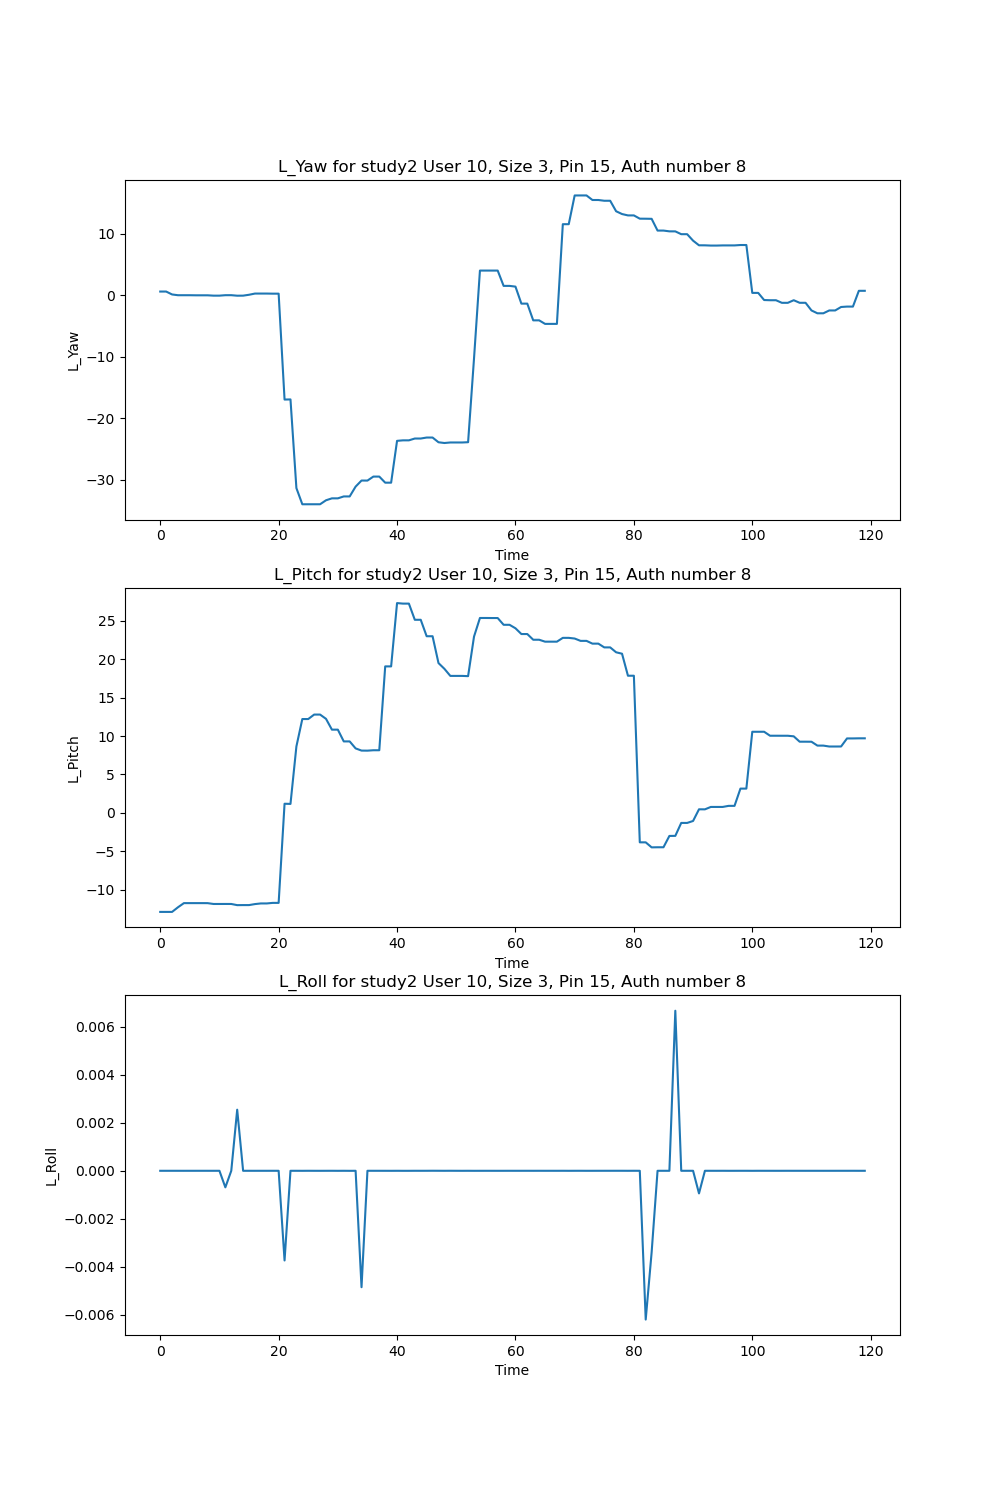 L_Yaw for study2 User 10, Size 3, Pin 15, Auth number 8
10
0
−10
−20
−30
L_Yaw
0 20 40 60 80 100 120
Time
L_Pitch for study2 User 10, Size 3, Pin 15, Auth number 8
25
20
15
10
5
0
−5
−10
L_Pitch
0 20 40 60 80 100 120
Time
L_Roll for study2 User 10, Size 3, Pin 15, Auth number 8
0.006
0.004
0.002
0.000
−0.002
−0.004
−0.006
L_Roll
0 20 40 60 80 100 120
Time